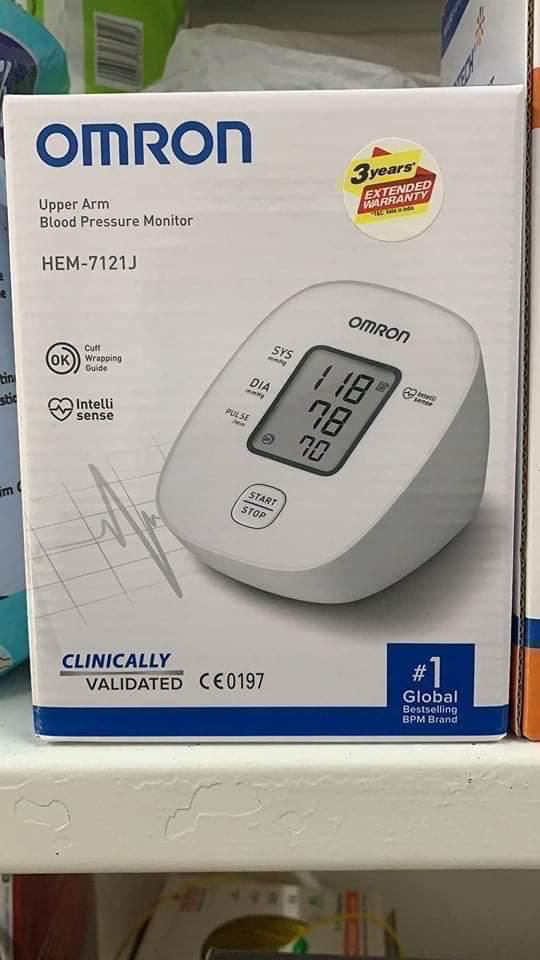 OMRON
Upper Arm
Blood Pressure Monitor
HEM-7121J
3years*
EXTENDED
WARRANTY
OK
Cuff
Wrapping
Guide
Intelli
sense
OMRON
SYS
mmHg
DIA
mmHg
PULSE
/min
118
78
70
OK
Intelli
sense
START
STOP
CLINICALLY
VALIDATED CE0197
#1
Global
Bestselling
BPM Brand